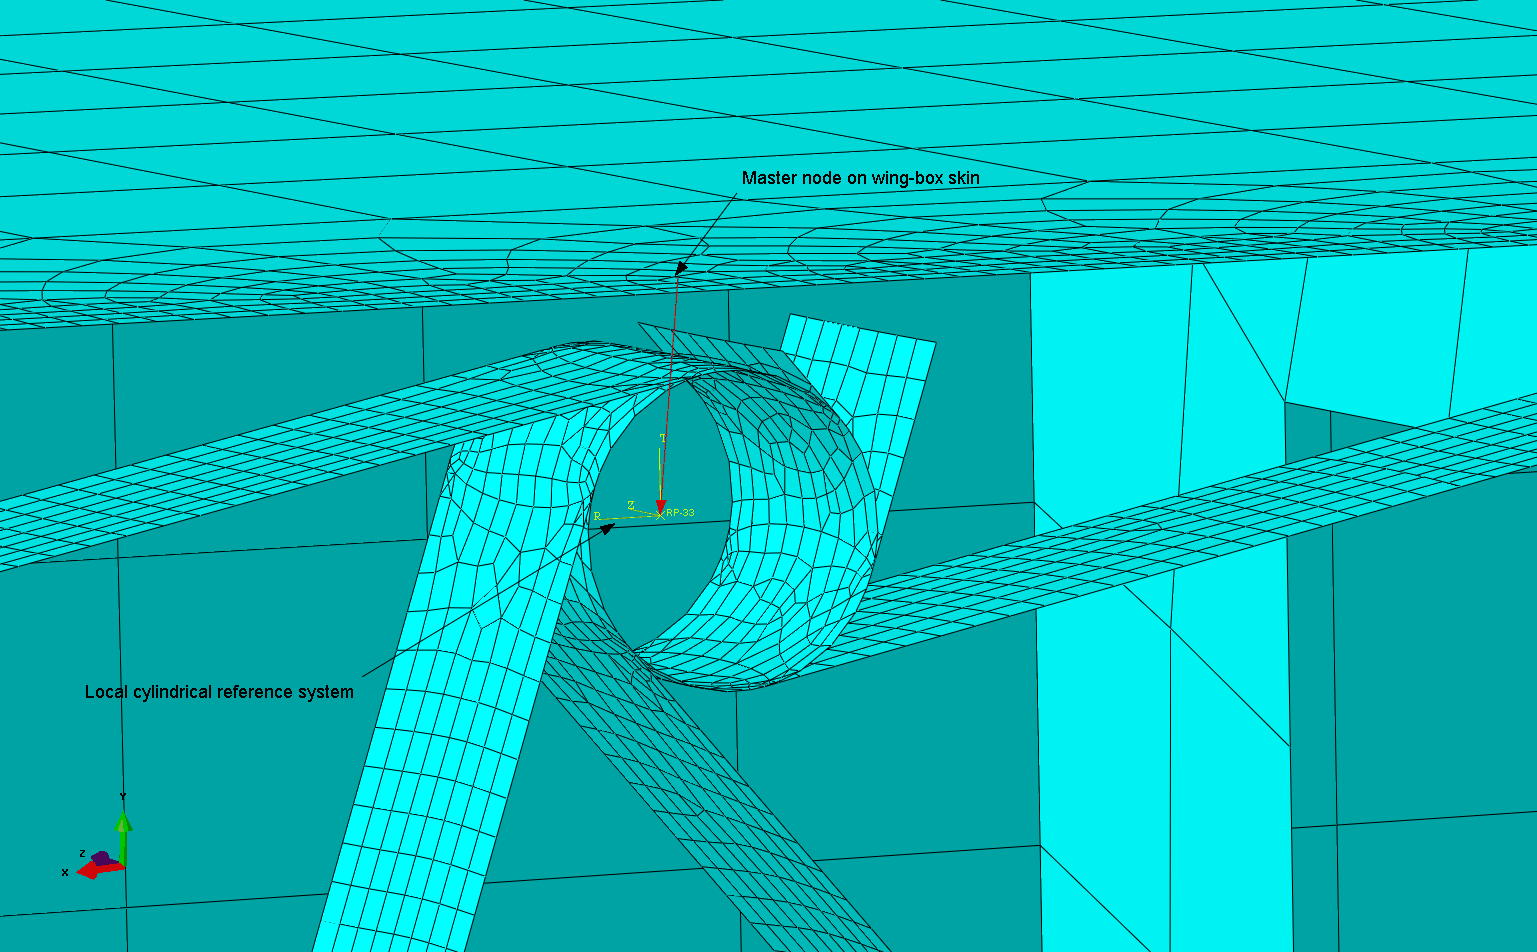 Master node on wing-box skin
T
Z
R
RP-33
Local cylindrical reference system
Y
Z
X